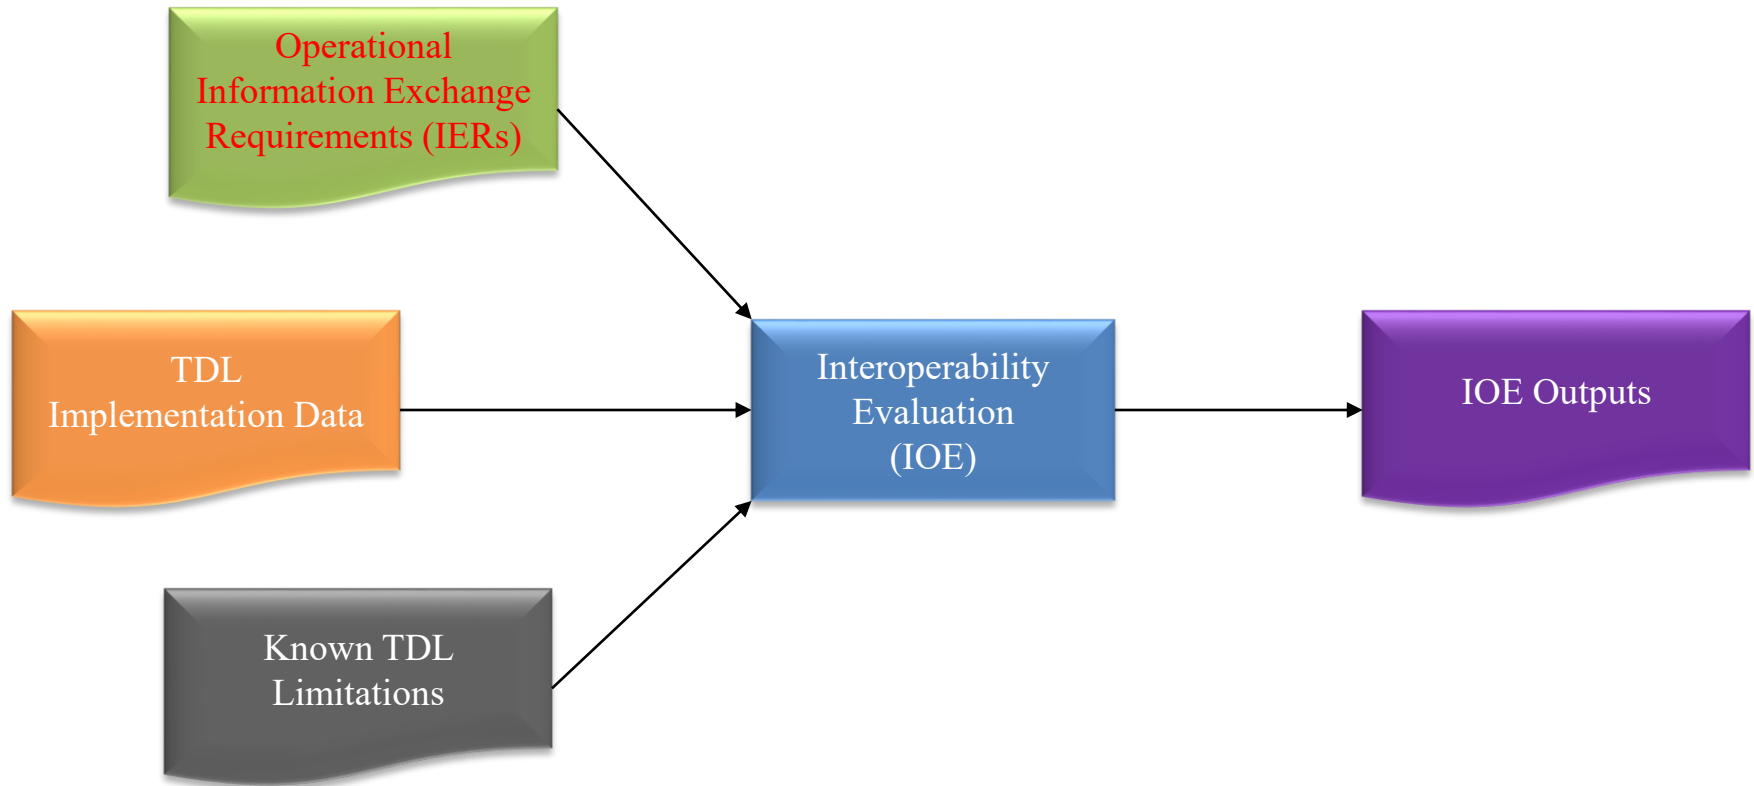 Operational
Information Exchange
Requirements (IERs)
TDL
Implementation Data
Interoperability
Evaluation
(IOE)
IOE Outputs
Known TDL
Limitations